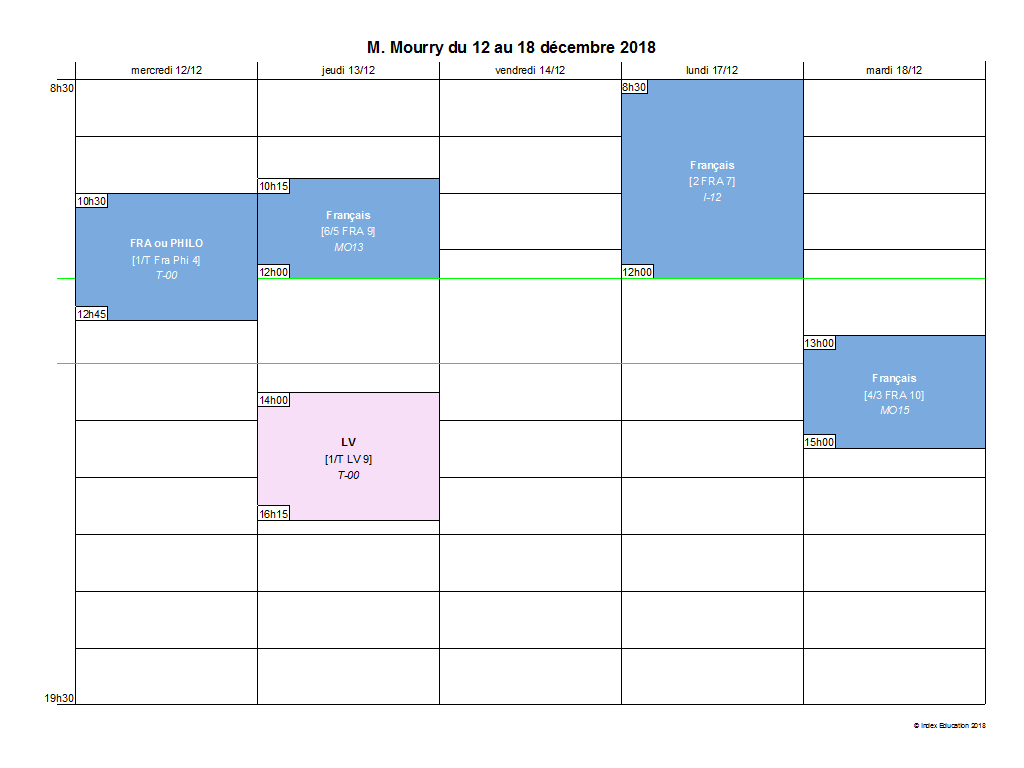 M. Mourry du 12 au 18 décembre 2018
mercredi 12/12
jeudi 13/12
vendredi 14/12
lundi 17/12
mardi 18/12
8h30
10h30
FRA ou PHILO
[1/T Fra Phi 4]
T-00
12h45
10h15
Français
[6/5 FRA 9]
MO13
12h00
14h00
LV
[1/T LV 9]
T-00
16h15
8h30
Français
[2 FRA 7]
I-12
12h00
13h00
Français
[4/3 FRA 10]
MO15
15h00
19h30
© Index Education 2018